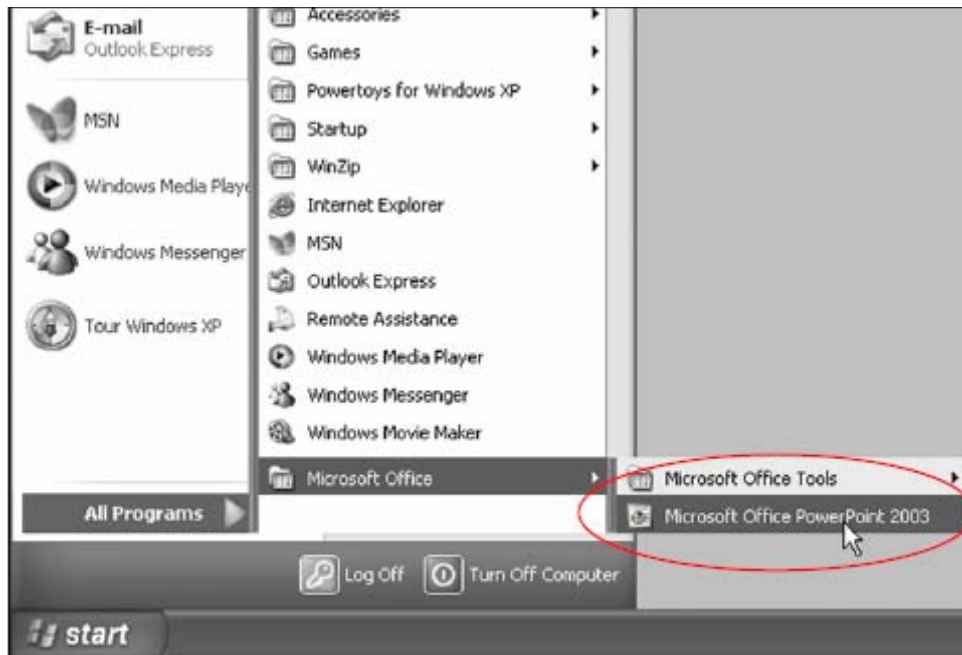 E-mail
Outlook Express
MSN
Windows Media Playe
Windows Messenger
Tour Windows XP
All Programs
Accessories
Games
Powertoys for Windows XP
Startup
WinZip
Internet Explorer
MSN
Outlook Express
Remote Assistance
Windows Media Player
Windows Messenger
Windows Movie Maker
Microsoft Office
Microsoft Office Tools
Microsoft Office PowerPoint 2003
Log Off
Turn Off Computer
start